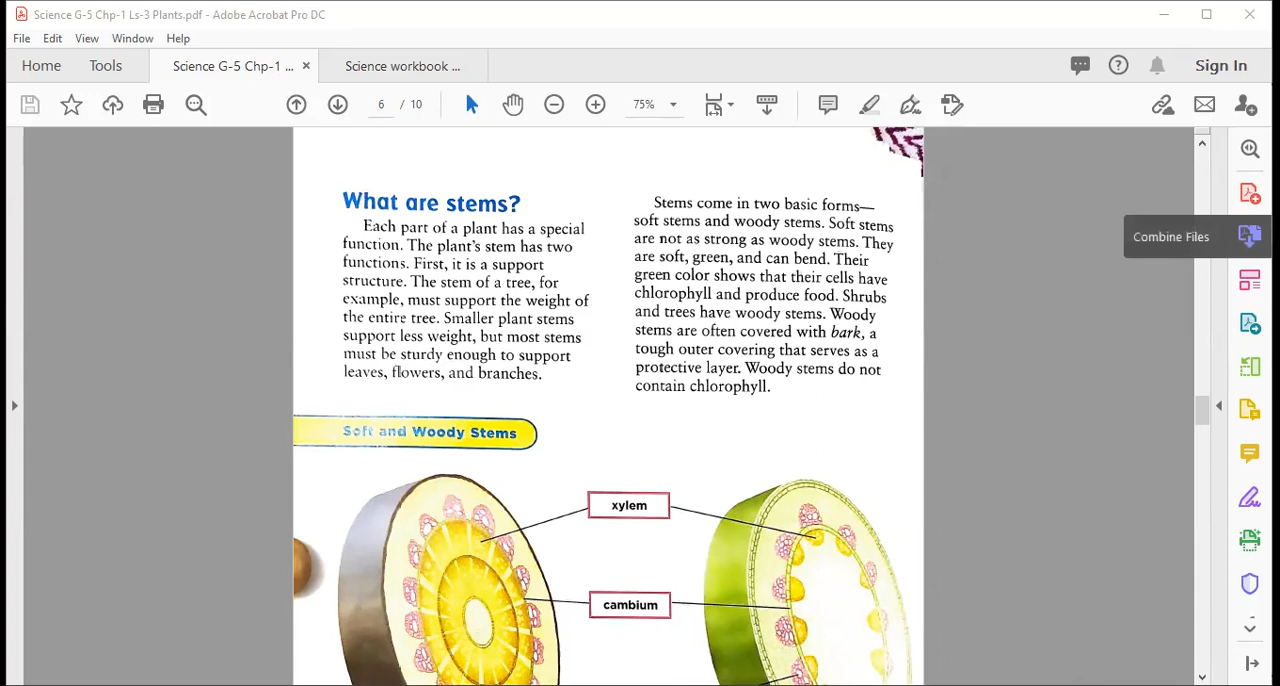 Science G-5 Chp-1 Ls-3 Plants.pdf - Adobe Acrobat Pro DC
File Edit View Window Help
Home Tools Science G-5 Chp-1 ... × Science workbook ... Sign In
6 / 10 75%
Combine Files
What are stems?
Each part of a plant has a special
function. The plant's stem has two
functions. First, it is a support
structure. The stem of a tree, for
example, must support the weight of
the entire tree. Smaller plant stems
support less weight, but most stems
must be sturdy enough to support
leaves, flowers, and branches.
Stems come in two basic forms—
soft stems and woody stems. Soft stems
are not as strong as woody stems. They
are soft, green, and can bend. Their
green color shows that their cells have
chlorophyll and produce food. Shrubs
and trees have woody stems. Woody
stems are often covered with bark, a
tough outer covering that serves as a
protective layer. Woody stems do not
contain chlorophyll.
Soft and Woody Stems
xylem
cambium